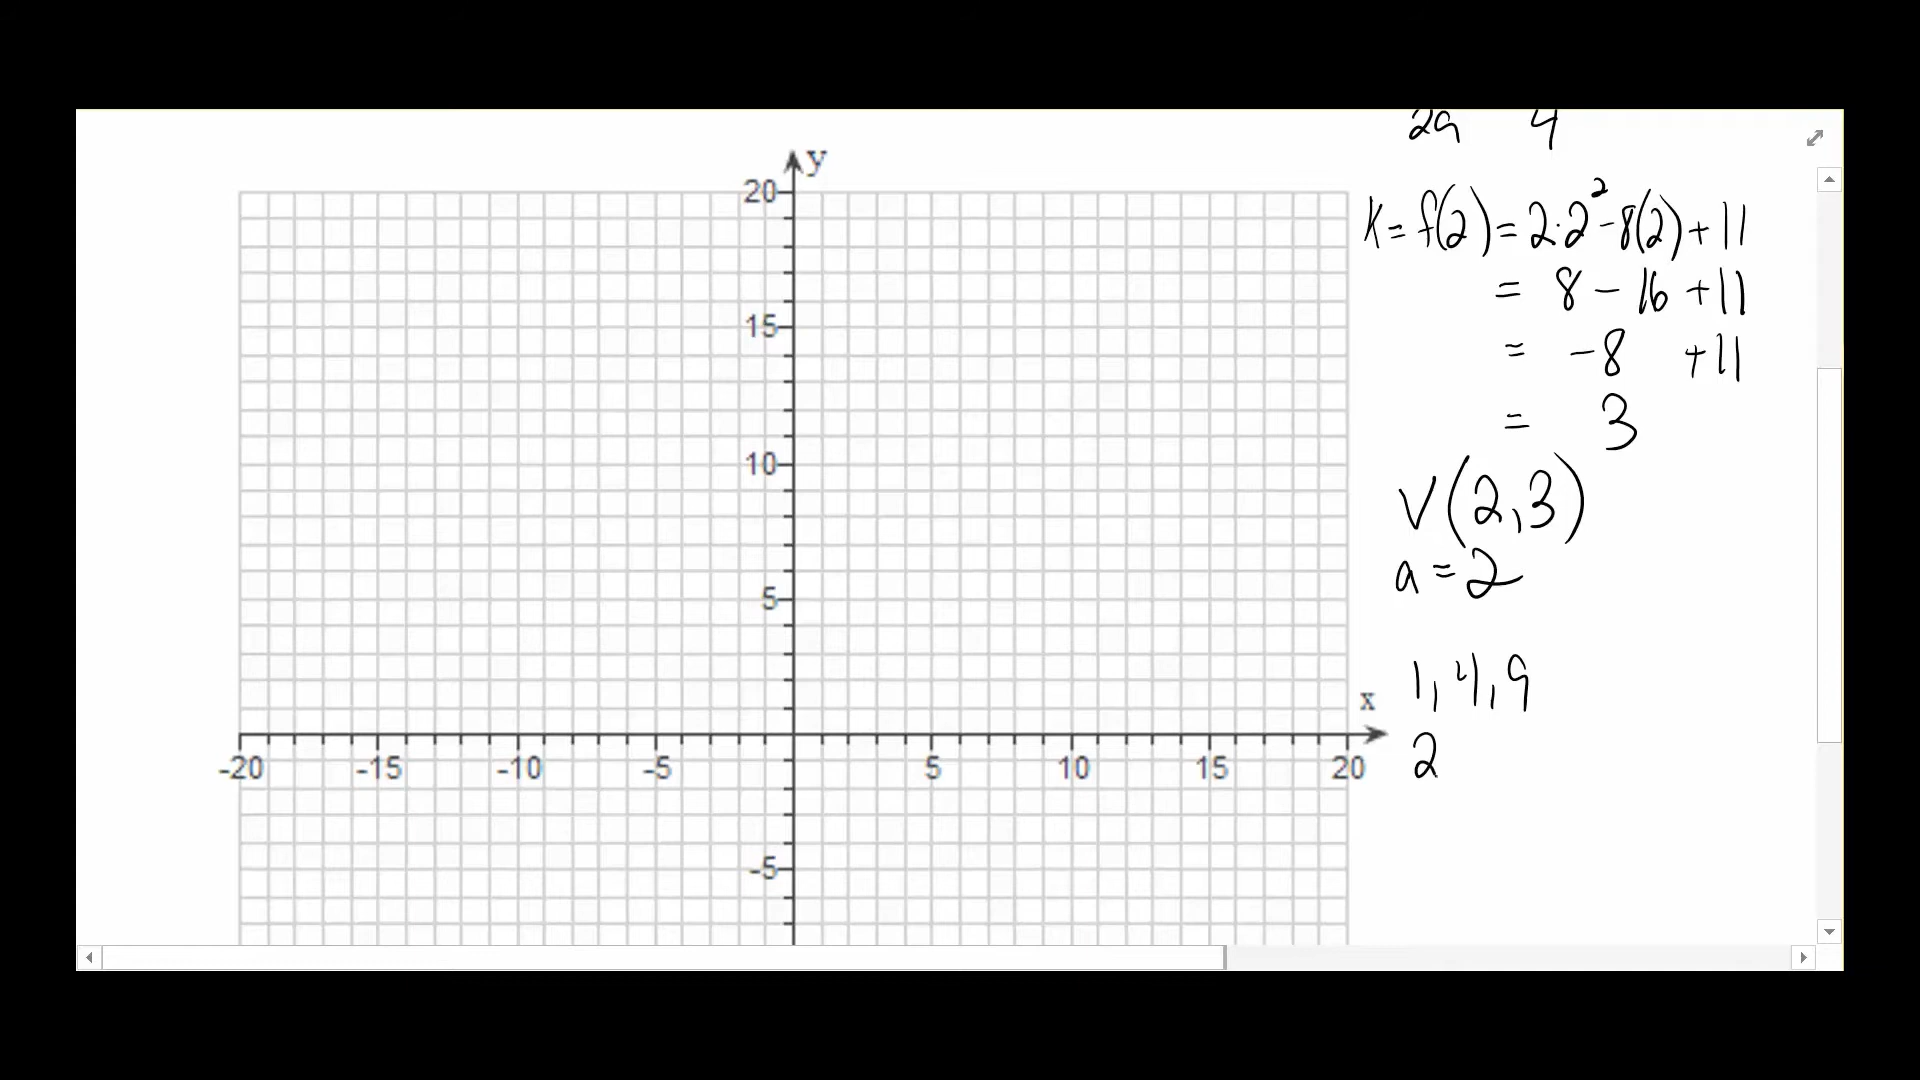 y
20
15
10
5
x
-20 -15 -10 -5 5 10 15 20
-5
2a 4
K = f(2) = 2·2² - 8(2) + 11
= 8 - 16 + 11
= -8 + 11
= 3
V(2,3)
a = 2
1, 4, 9
2